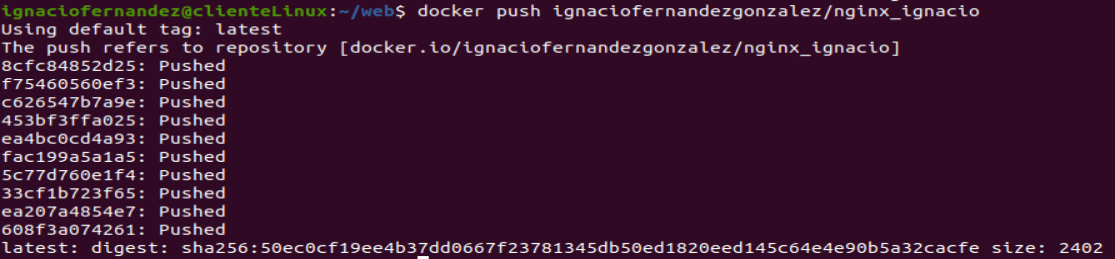 ignaciofernandez@clienteLinux:~/web$ docker push ignaciofernandezgonzalez/nginx_ignacio
Using default tag: latest
The push refers to repository [docker.io/ignaciofernandezgonzalez/nginx_ignacio]
8cfc84852d25: Pushed
f75460560ef3: Pushed
c626547b7a9e: Pushed
453bf3ffa025: Pushed
ea4bc0cd4a93: Pushed
fac199a5a1a5: Pushed
5c77d760e1f4: Pushed
33cf1b723f65: Pushed
ea207a4854e7: Pushed
608f3a074261: Pushed
latest: digest: sha256:50ec0cf19ee4b37dd0667f23781345db50ed1820eed145c64e4e90b5a32cacfe size: 2402